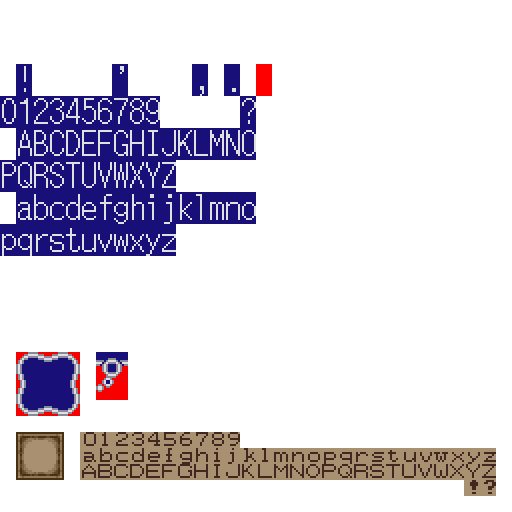 ! ' , .
0123456789 ?
ABCDEFGHIJKLMNO
PQRSTUVWXYZ
abcdefghijklmno
pqrstuvwxyz
0123456789
abcdefghijklmnopqrstuvwxyz
ABCDEFGHIJKLMNOPQRSTUVWXYZ
!?